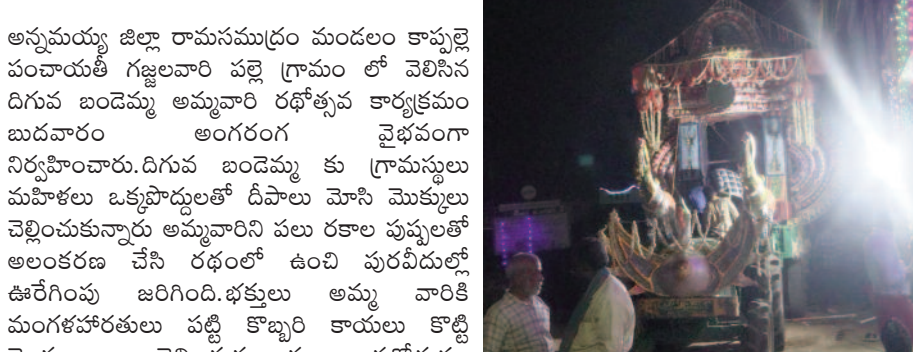 అన్నమయ్య జిల్లా రామసముద్రం మండలం కాప్పల్లె
పంచాయతీ గజ్జలవారి పల్లె గ్రామం లో వెలిసిన
దిగువ బండెమ్మ అమ్మవారి రథోత్సవ కార్యక్రమం
బుదవారం అంగరంగ వైభవంగా
నిర్వహించారు.దిగువ బండెమ్మ కు గ్రామస్థులు
మహిళలు ఒక్కపొద్దులతో దీపాలు మోసి మొక్కులు
చెల్లించుకున్నారు అమ్మవారిని పలు రకాల పుష్పలతో
అలంకరణ చేసి రథంలో ఉంచి పురవీదుల్లో
ఊరేగింపు జరిగింది.భక్తులు అమ్మ వారికి
మంగళహారతులు పట్టి కొబ్బరి కాయలు కొట్టి